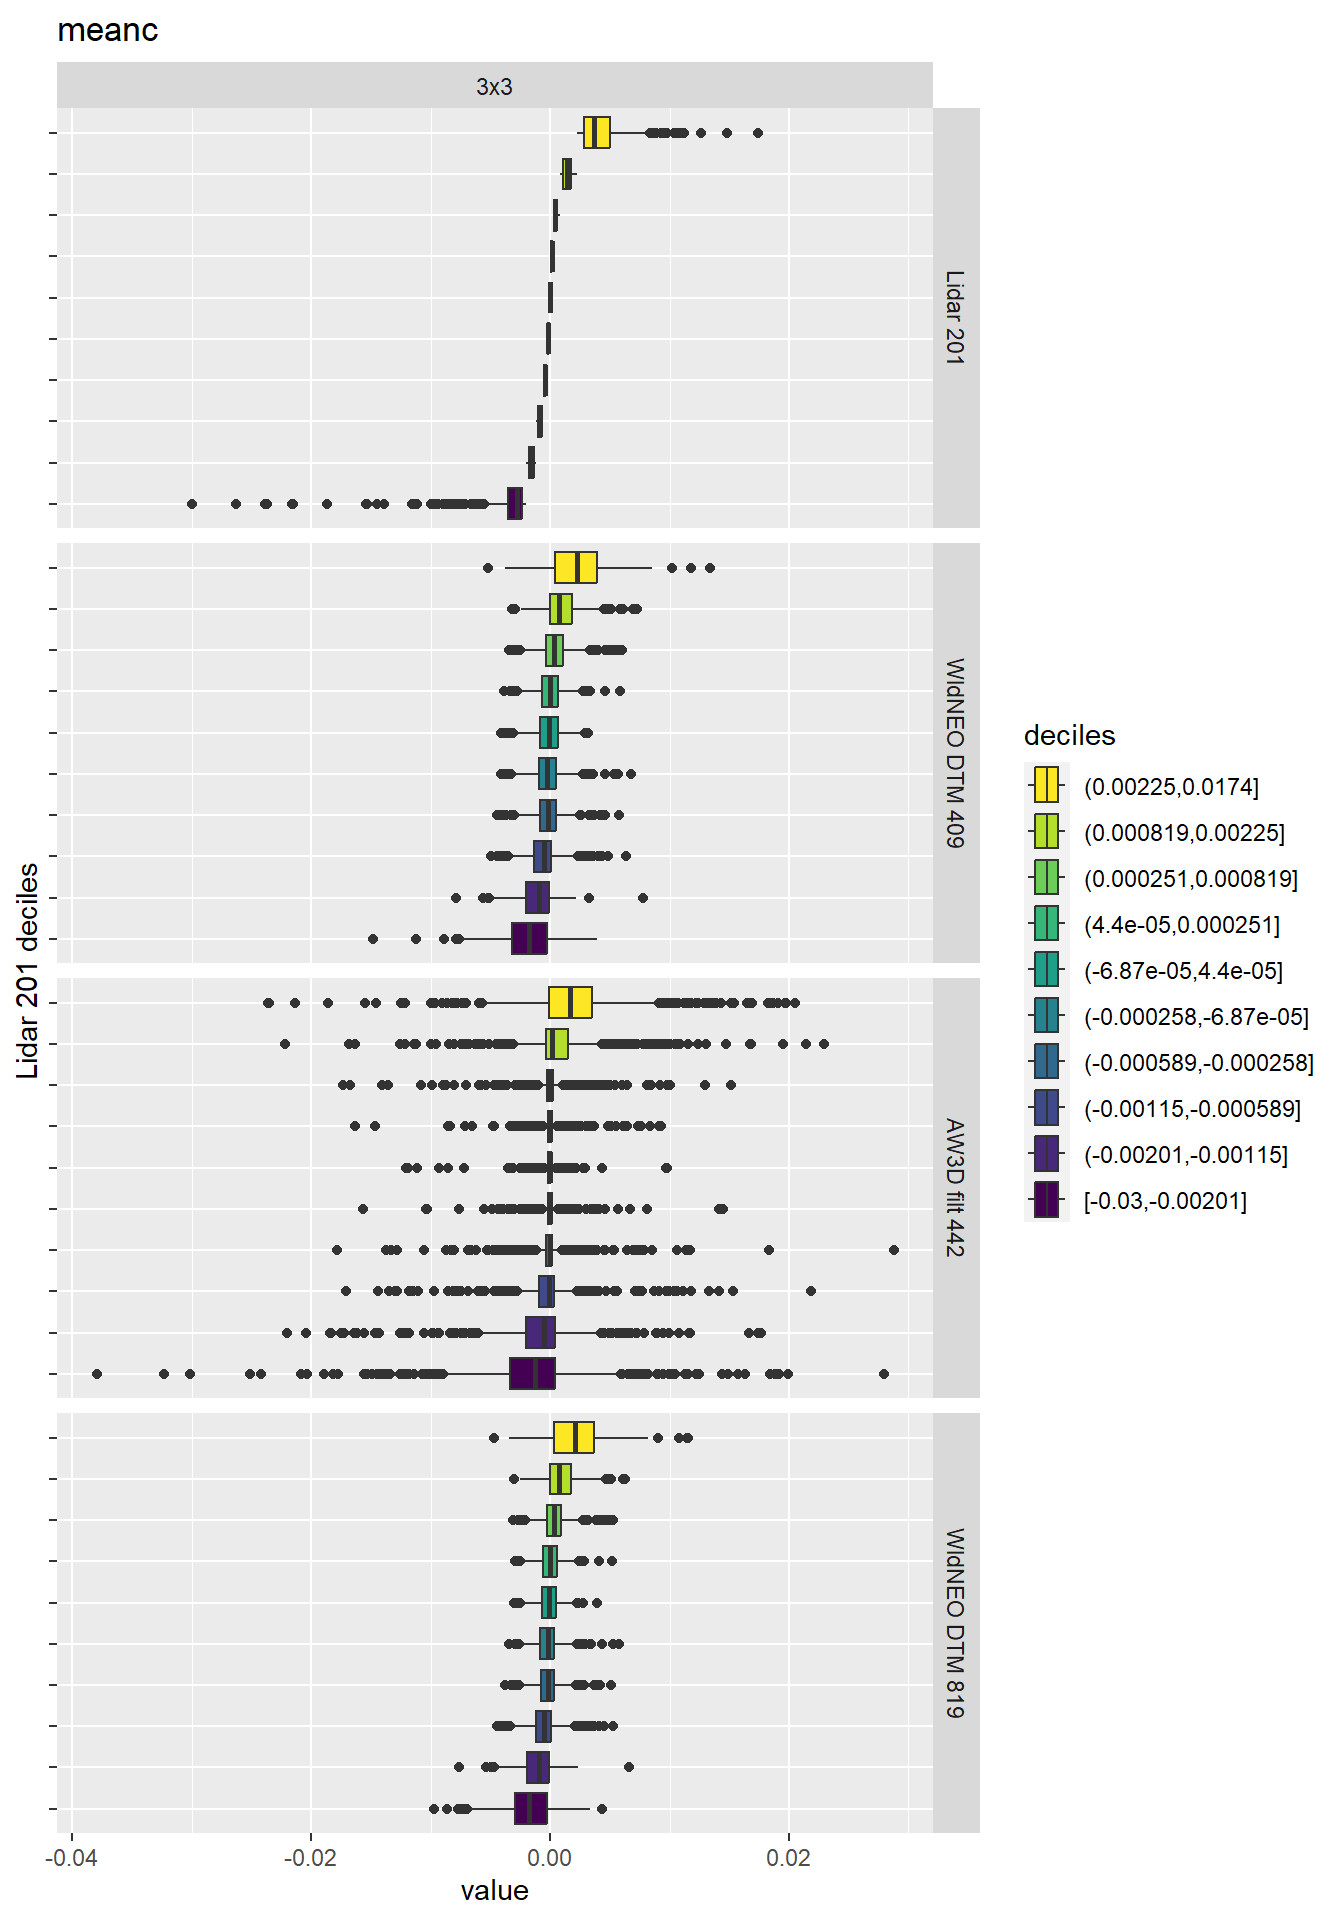 meanc
3x3
Lidar 201
WldNEO DTM 409
AW3D filt 442
WldNEO DTM 819
Lidar 201 deciles
-0.04
-0.02
0.00
0.02
value
deciles
(0.00225,0.0174]
(0.000819,0.00225]
(0.000251,0.000819]
(4.4e-05,0.000251]
(-6.87e-05,4.4e-05]
(-0.000258,-6.87e-05]
(-0.000589,-0.000258]
(-0.00115,-0.000589]
(-0.00201,-0.00115]
[-0.03,-0.00201]